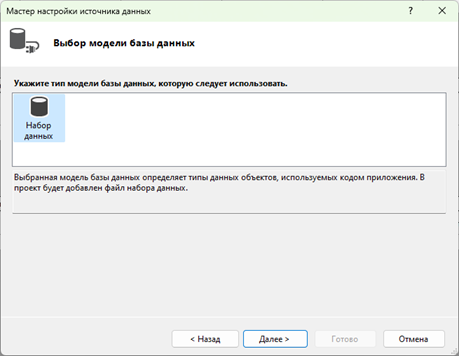 Мастер настройки источника данных
?
Выбор модели базы данных
Укажите тип модели базы данных, которую следует использовать.
Набор
данных
Выбранная модель базы данных определяет типы данных объектов, используемых кодом приложения. В
проект будет добавлен файл набора данных.
< Назад
Далее >
Готово
Отмена